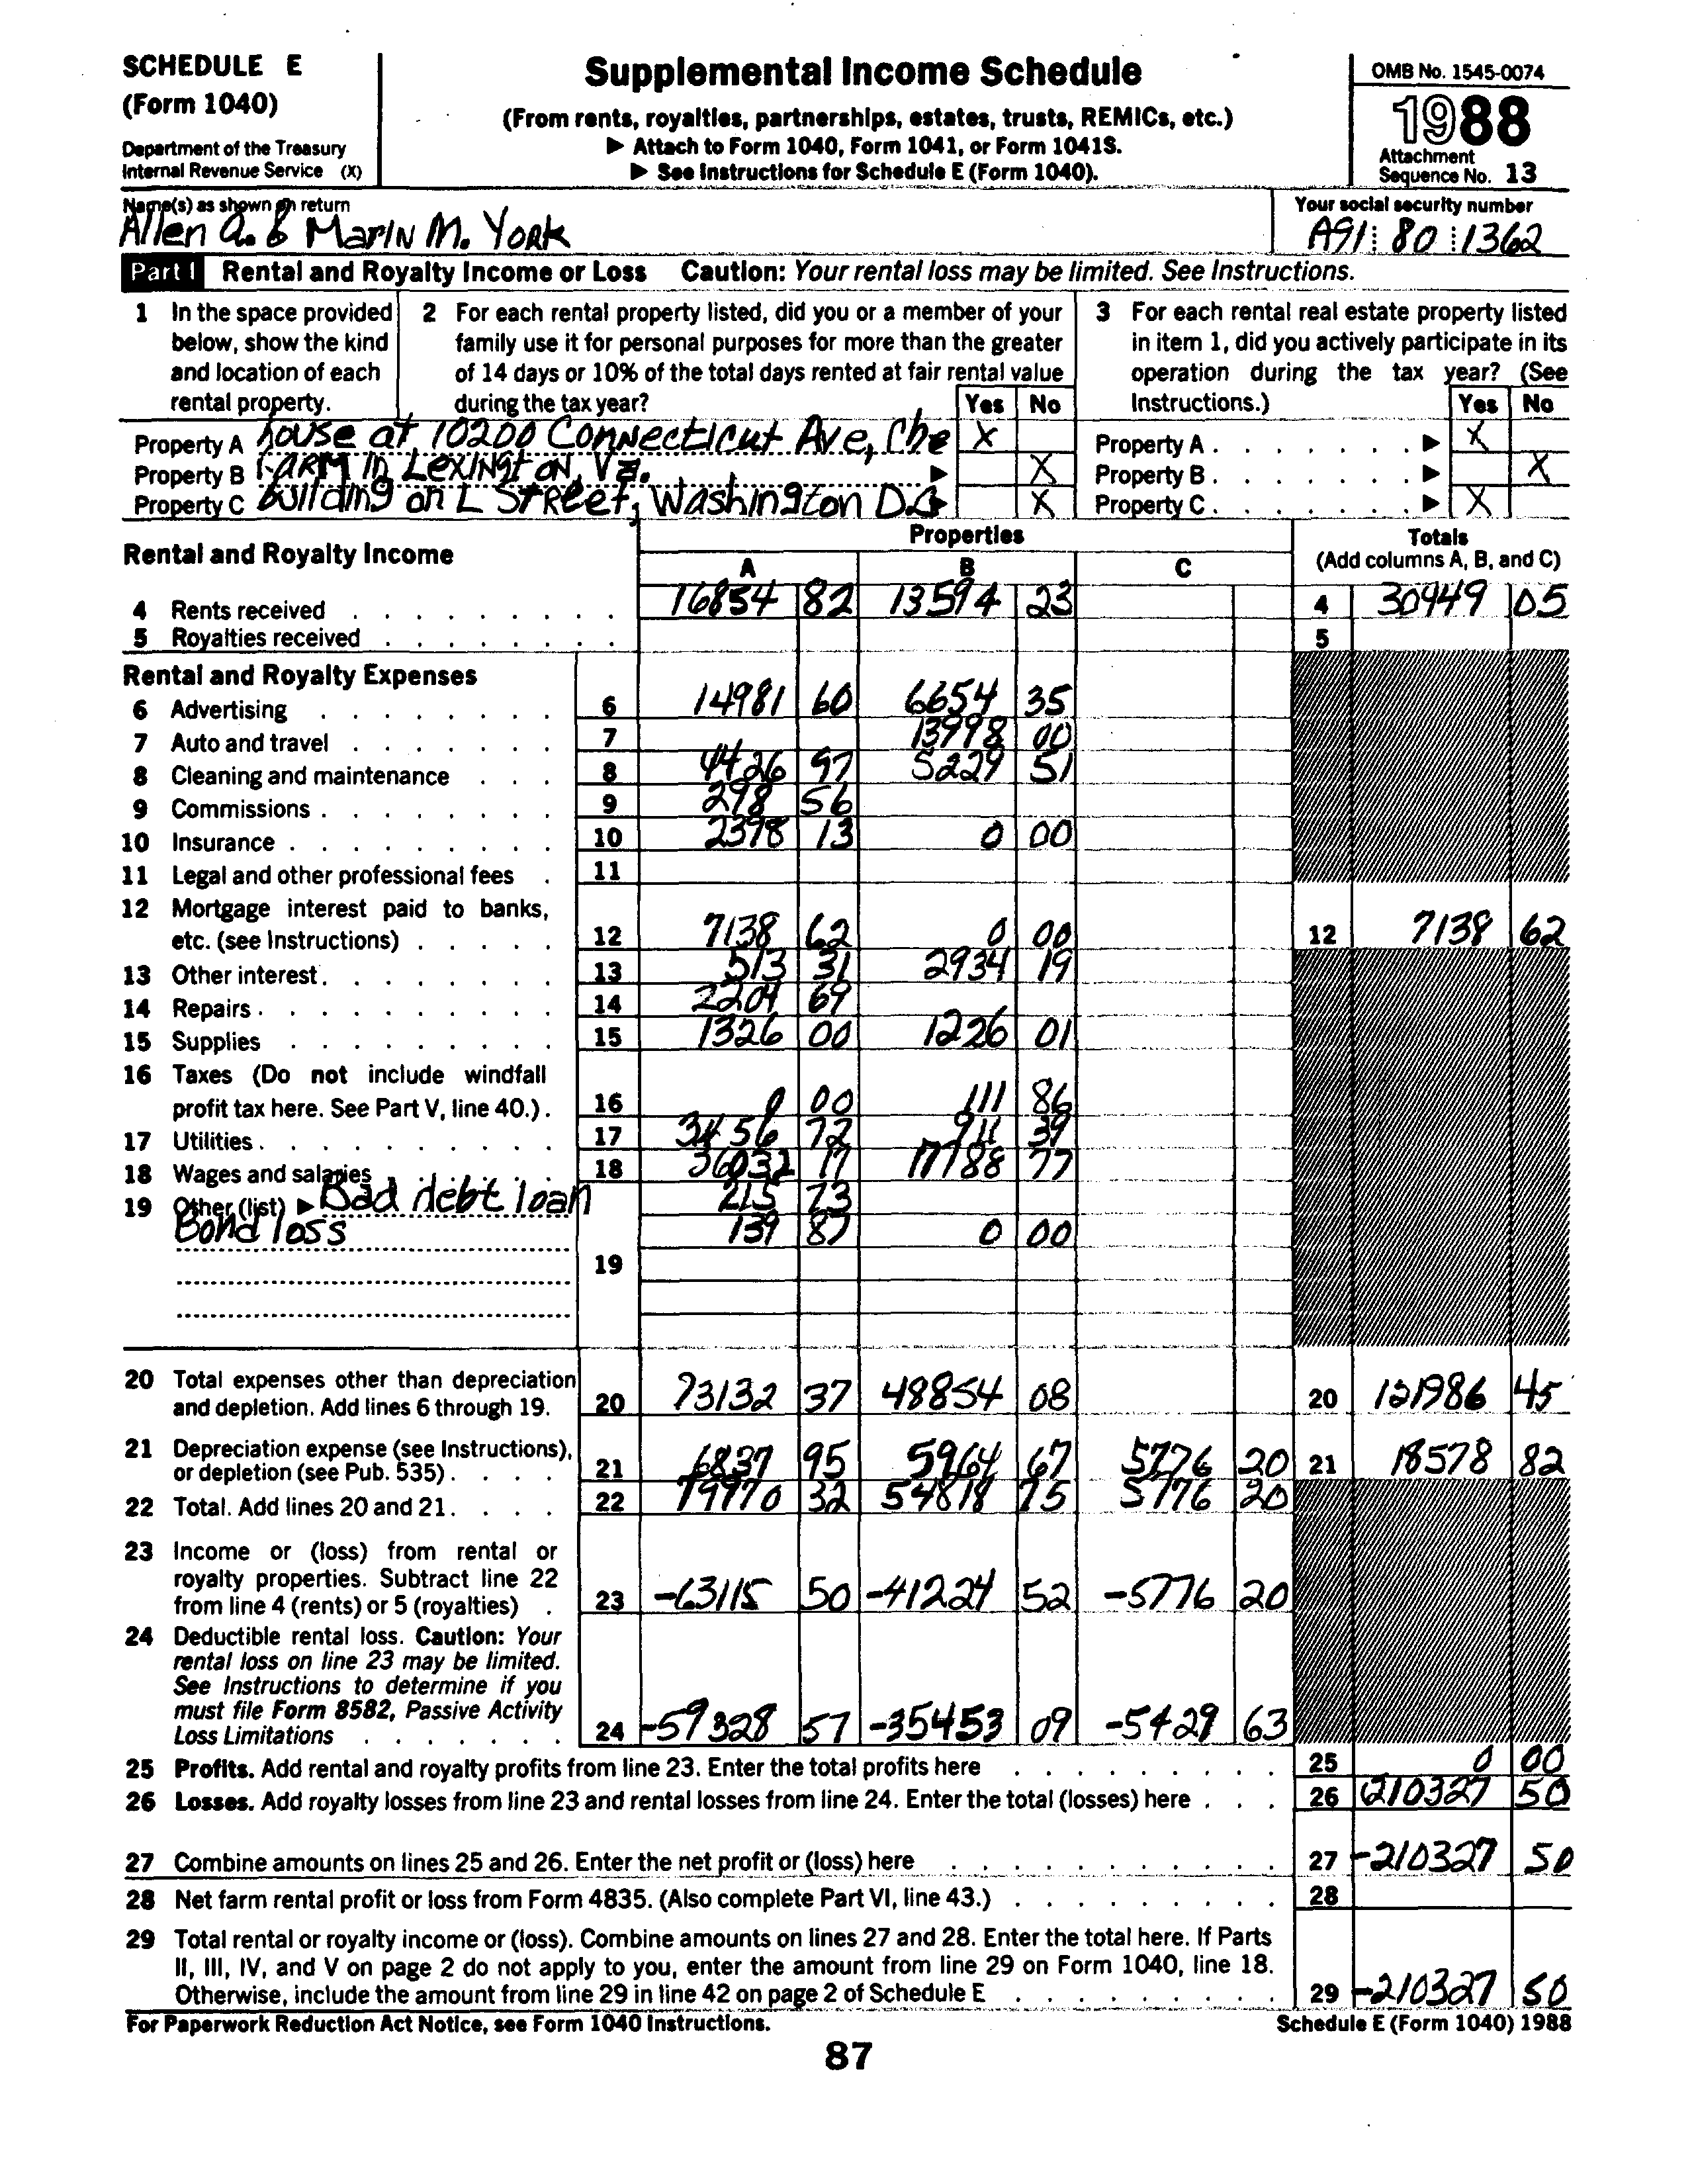 SCHEDULE E
(Form 1040)
Department of the Treasury
Internal Revenue Service (X)
Supplemental Income Schedule
(From rents, royalties, partnerships, estates, trusts, REMICs, etc.)
▶ Attach to Form 1040, Form 1041, or Form 1041S.
▶ See Instructions for Schedule E (Form 1040).
OMB No. 1545-0074
1988
Attachment
Sequence No. 13
Name(s) as shown on return
Allen A. & Marin M. York
Your social security number
A91 80 1362
Part I Rental and Royalty Income or Loss Caution: Your rental loss may be limited. See Instructions.
1 In the space provided below, show the kind and location of each rental property.
2 For each rental property listed, did you or a member of your family use it for personal purposes for more than the greater of 14 days or 10% of the total days rented at fair rental value during the tax year? Yes No
3 For each rental real estate property listed in item 1, did you actively participate in its operation during the tax year? (See Instructions.) Yes No
Property A house at 10200 Connecticut Ave, Che X Property A ▶ X
Property B FARM in Lexington, Va. ▶ X Property B ▶ X
Property C building on L Street, Washington D.C ▶ X Property C ▶ X
Rental and Royalty Income Properties Totals
A B C (Add columns A, B, and C)
4 Rents received 16854 82 13594 23 4 30449 05
5 Royalties received 5
Rental and Royalty Expenses
6 Advertising 6 14981 60 6654 35
7 Auto and travel 7 13998 00
8 Cleaning and maintenance 8 4426 97 5229 51
9 Commissions 9 298 56
10 Insurance 10 2398 13 0 00
11 Legal and other professional fees 11
12 Mortgage interest paid to banks,
etc. (see Instructions) 12 7138 62 0 00 12 7138 62
13 Other interest 13 513 31 2934 19
14 Repairs 14 2204 69
15 Supplies 15 1326 00 1226 01
16 Taxes (Do not include windfall
profit tax here. See Part V, line 40.) 16 0 00 111 86
17 Utilities 17 3456 72 911 39
18 Wages and salaries 18 36032 17 17788 77
19 Other (list) ▶ Bad debt loan 215 73
Bond loss 139 87 0 00
19
20 Total expenses other than depreciation
and depletion. Add lines 6 through 19. 20 73132 37 48854 08 20 121986 45
21 Depreciation expense (see Instructions),
or depletion (see Pub. 535) 21 6837 95 5964 67 5776 20 21 18578 82
22 Total. Add lines 20 and 21 22 79970 32 54818 75 5776 20
23 Income or (loss) from rental or
royalty properties. Subtract line 22
from line 4 (rents) or 5 (royalties) 23 -63115 50 -41224 52 -5776 20
24 Deductible rental loss. Caution: Your
rental loss on line 23 may be limited.
See Instructions to determine if you
must file Form 8582, Passive Activity
Loss Limitations 24 -59328 57 -35453 09 -5429 63
25 Profits. Add rental and royalty profits from line 23. Enter the total profits here 25 0 00
26 Losses. Add royalty losses from line 23 and rental losses from line 24. Enter the total (losses) here 26 (210327 50
27 Combine amounts on lines 25 and 26. Enter the net profit or (loss) here 27 -210327 50
28 Net farm rental profit or loss from Form 4835. (Also complete Part VI, line 43.) 28
29 Total rental or royalty income or (loss). Combine amounts on lines 27 and 28. Enter the total here. If Parts
II, III, IV, and V on page 2 do not apply to you, enter the amount from line 29 on Form 1040, line 18.
Otherwise, include the amount from line 29 in line 42 on page 2 of Schedule E 29 -210327 50
For Paperwork Reduction Act Notice, see Form 1040 Instructions. Schedule E (Form 1040) 1988
87